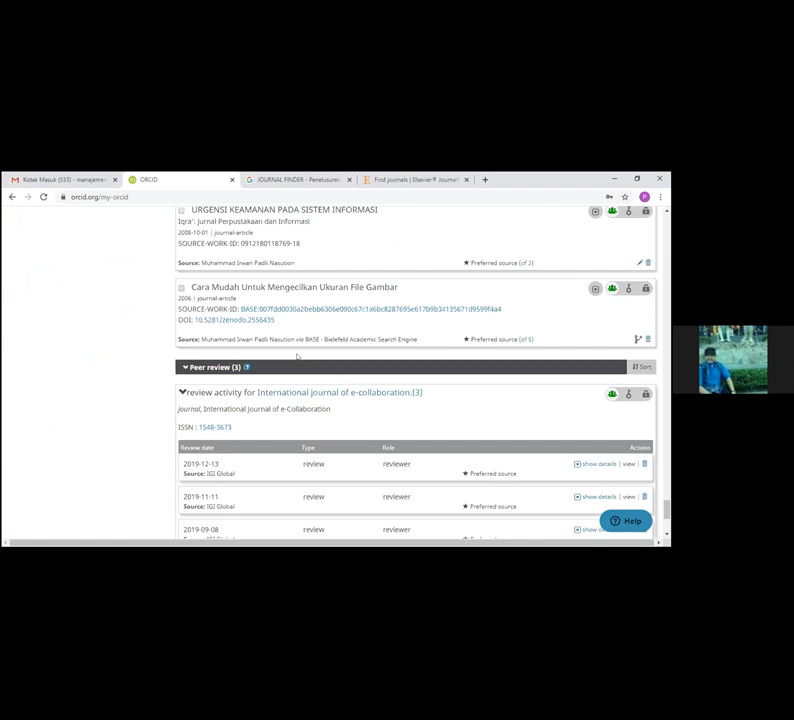 Kotak Masuk (533) - manajeme
ORCID
JOURNAL FINDER - Penelusura
Find journals | Elsevier® Journal
orcid.org/my-orcid
P
URGENSI KEAMANAN PADA SISTEM INFORMASI
Iqra': Jurnal Perpustakaan dan Informasi
2008-10-01 | journal-article
SOURCE-WORK-ID: 0912180118769-18
Source: Muhammad Irwan Padli Nasution ★ Preferred source (of 2)
Cara Mudah Untuk Mengecilkan Ukuran File Gambar
2006 | journal-article
SOURCE-WORK-ID: BASE:007fdd0030a2bebb6306e090c67c1a6bc8287695e617b9b34135671d9599f4a4
DOI: 10.5281/zenodo.2556435
Source: Muhammad Irwan Padli Nasution via BASE - Bielefeld Academic Search Engine ★ Preferred source (of 5)
Peer review (3) ? Sort
review activity for International journal of e-collaboration.(3)
Journal, International Journal of e-Collaboration
ISSN : 1548-3673
Review date Type Role Actions
2019-12-13 review reviewer show details | view
Source: IGI Global ★ Preferred source
2019-11-11 review reviewer show details | view
Source: IGI Global ★ Preferred source
2019-09-08 review reviewer show
Help